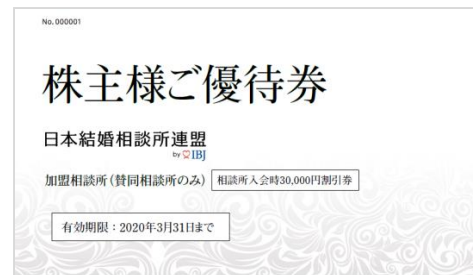 No. 000001
株主様ご優待券
日本結婚相談所連盟
by IBJ
加盟相談所(賛同相談所のみ) 相談所入会時30,000円割引券
有効期限:2020年3月31日まで